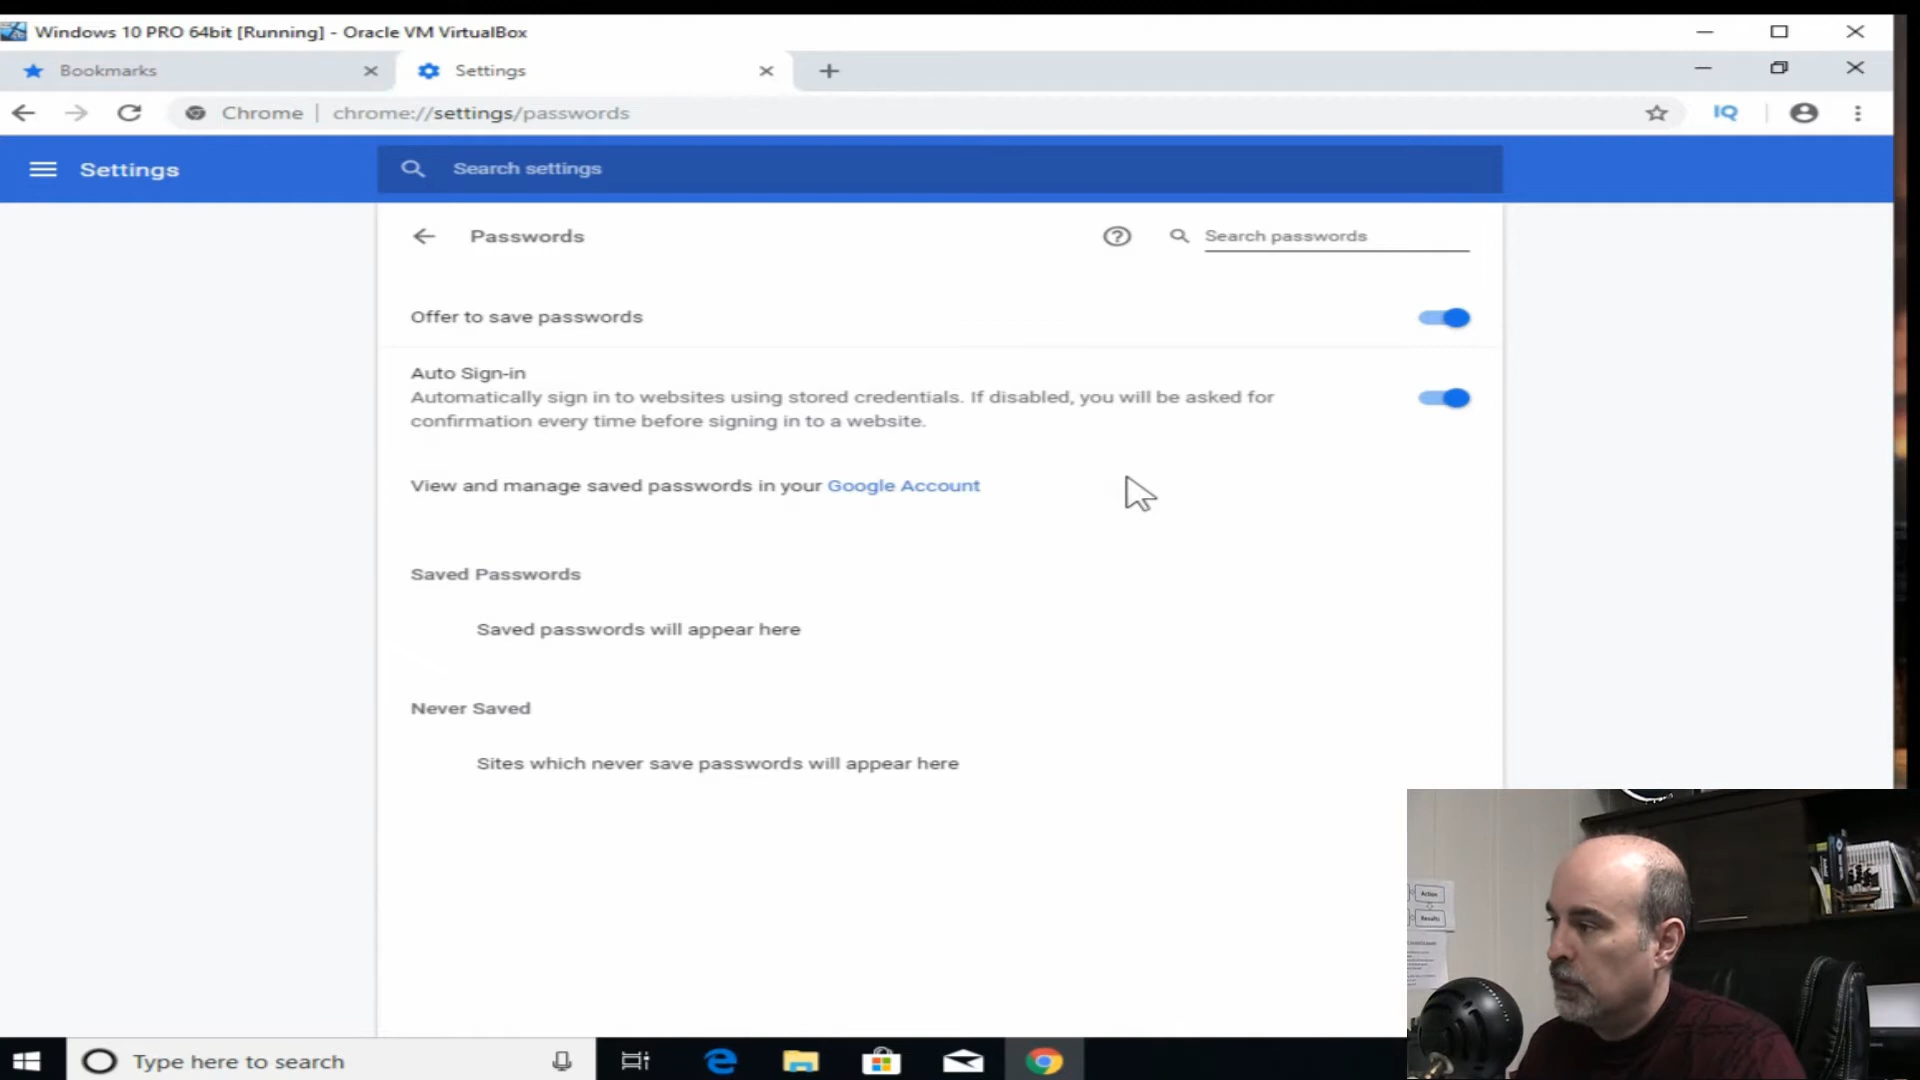 Windows 10 PRO 64bit [Running] - Oracle VM VirtualBox
Bookmarks
Settings
Chrome | chrome://settings/passwords
IQ
Settings
Search settings
Passwords
Search passwords
Offer to save passwords
Auto Sign-in
Automatically sign in to websites using stored credentials. If disabled, you will be asked for
confirmation every time before signing in to a website.
View and manage saved passwords in your Google Account
Saved Passwords
Saved passwords will appear here
Never Saved
Sites which never save passwords will appear here
Action
Results
Type here to search